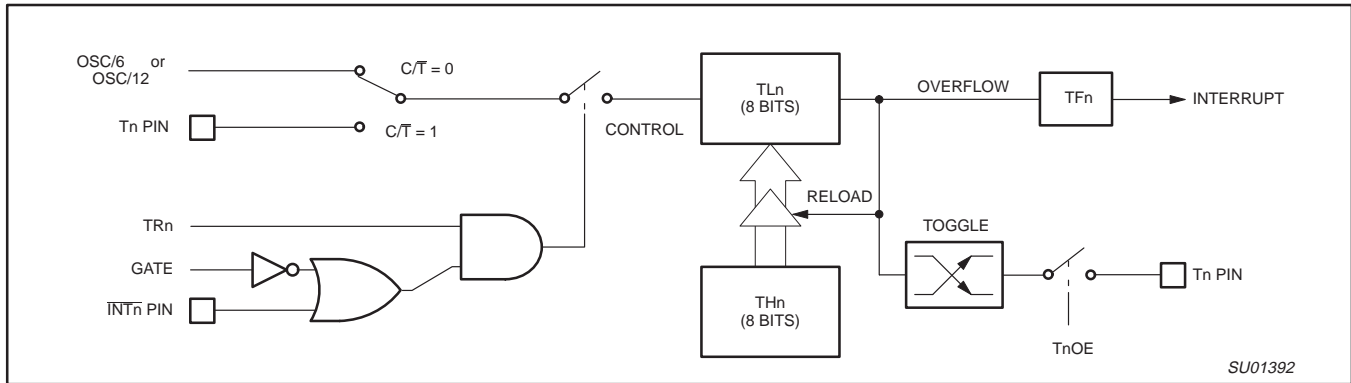 OSC/6 or
OSC/12
C/T̅ = 0
Tn PIN
C/T̅ = 1
CONTROL
TLn
(8 BITS)
OVERFLOW
TFn
INTERRUPT
RELOAD
TRn
GATE
I̅N̅T̅n̅ PIN
THn
(8 BITS)
TOGGLE
Tn PIN
TnOE
SU01392